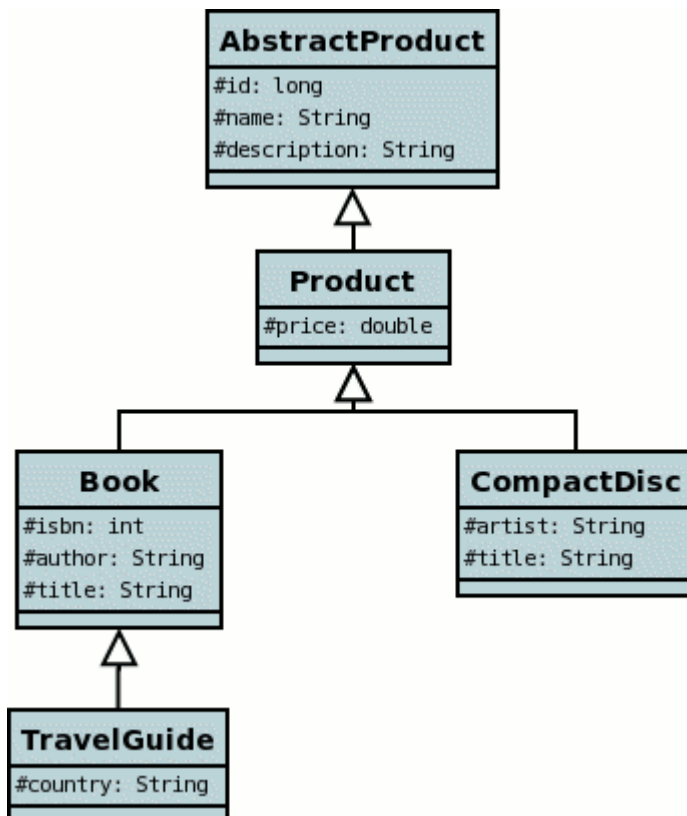 AbstractProduct
#id: long
#name: String
#description: String
Product
#price: double
Book
#isbn: int
#author: String
#title: String
CompactDisc
#artist: String
#title: String
TravelGuide
#country: String